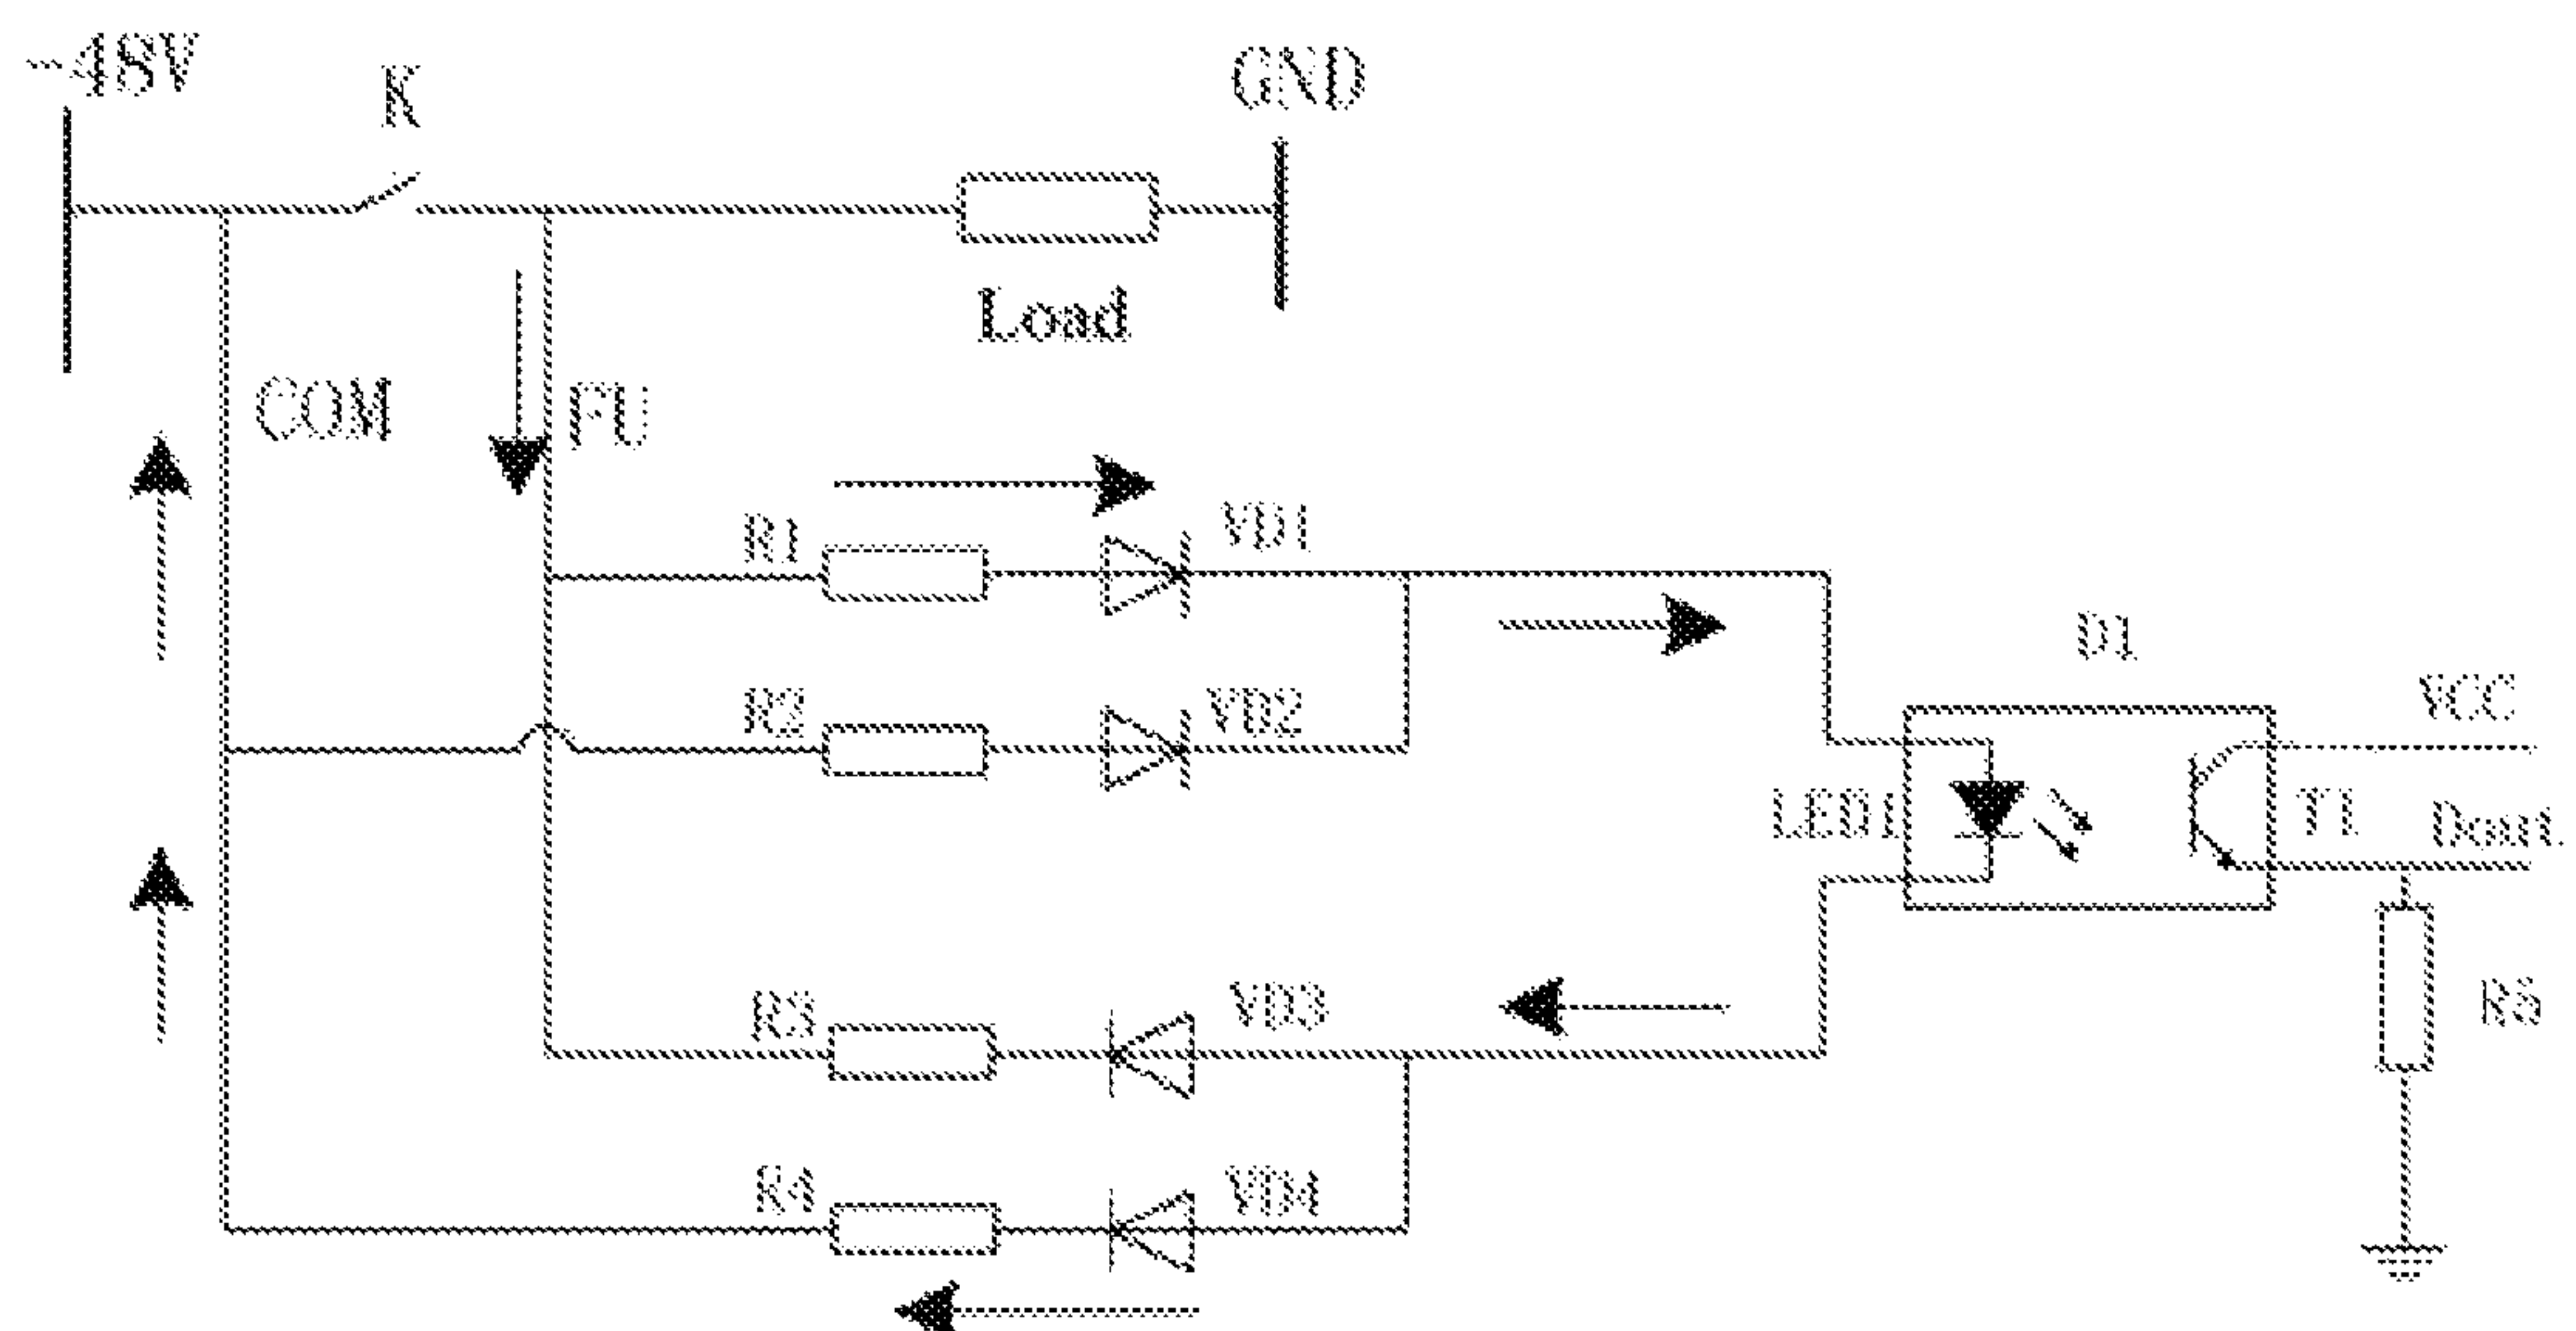 -48V
K
GND
Load
COM
FU
R1
VD1
R2
VD2
D1
VCC
LED1
T1
Dout
R3
VD3
R5
R4
VD4